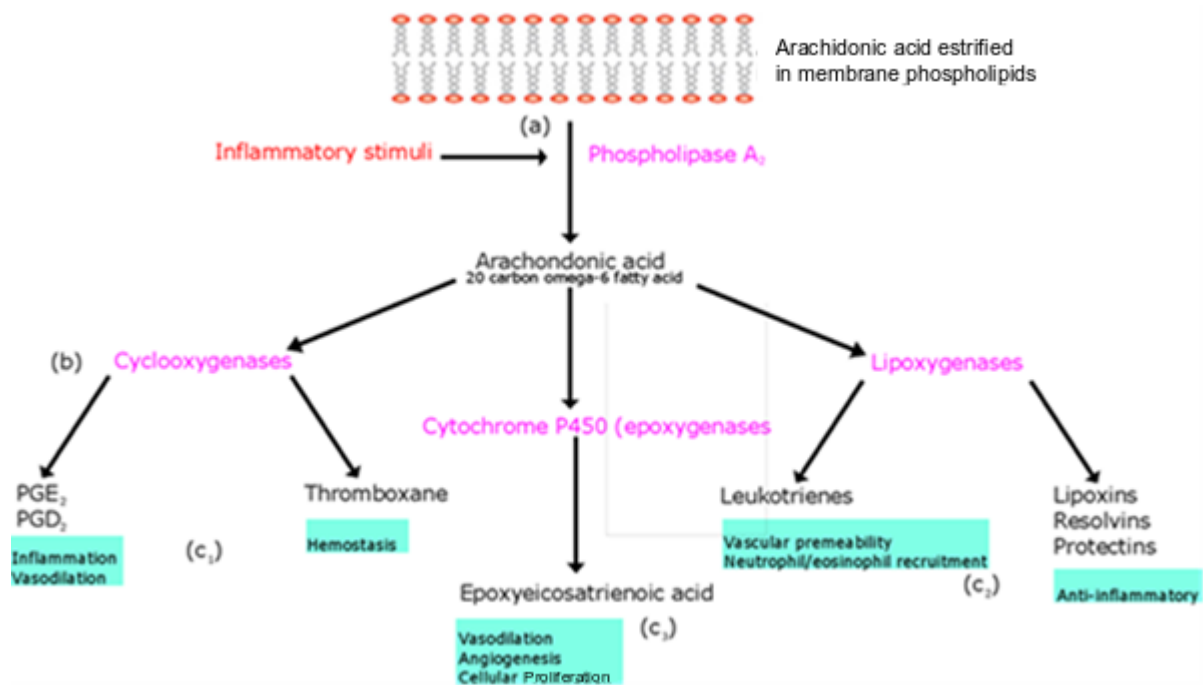 Arachidonic acid estrified
in membrane phospholipids
(a)
Inflammatory stimuli
Phospholipase A₂
Arachondonic acid
20 carbon omega-6 fatty acid
(b)
Cyclooxygenases
Lipoxygenases
Cytochrome P450 (epoxygenases
PGE₂
PGD₂
Inflammation
Vasodilation
(c₁)
Thromboxane
Hemostasis
Leukotrienes
Vascular premeability
Neutrophil/eosinophil recruitment
(c₂)
Lipoxins
Resolvins
Protectins
Anti-inflammatory
Epoxyeicosatrienoic acid
(c₃)
Vasodilation
Angiogenesis
Cellular Proliferation